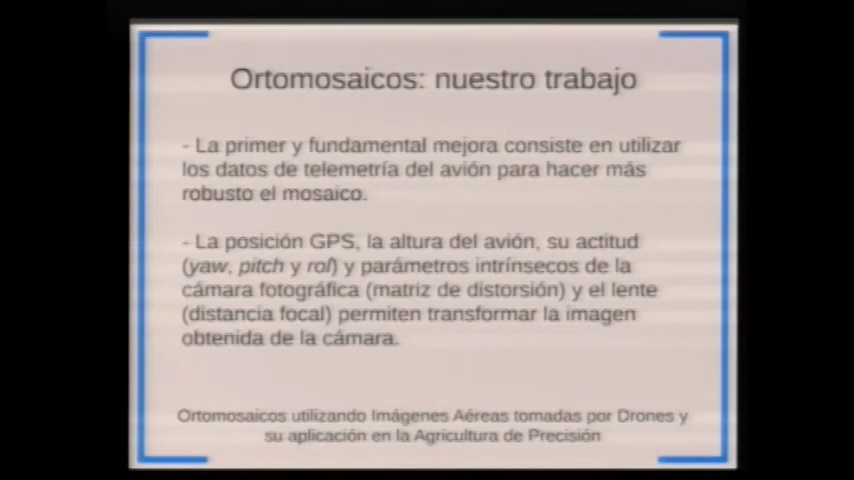 Ortomosaicos: nuestro trabajo
- La primer y fundamental mejora consiste en utilizar
los datos de telemetría del avión para hacer más
robusto el mosaico.
- La posición GPS, la altura del avión, su actitud
(yaw, pitch y rol) y parámetros intrínsecos de la
cámara fotográfica (matriz de distorsión) y el lente
(distancia focal) permiten transformar la imagen
obtenida de la cámara.
Ortomosaicos utilizando Imágenes Aéreas tomadas por Drones y
su aplicación en la Agricultura de Precisión